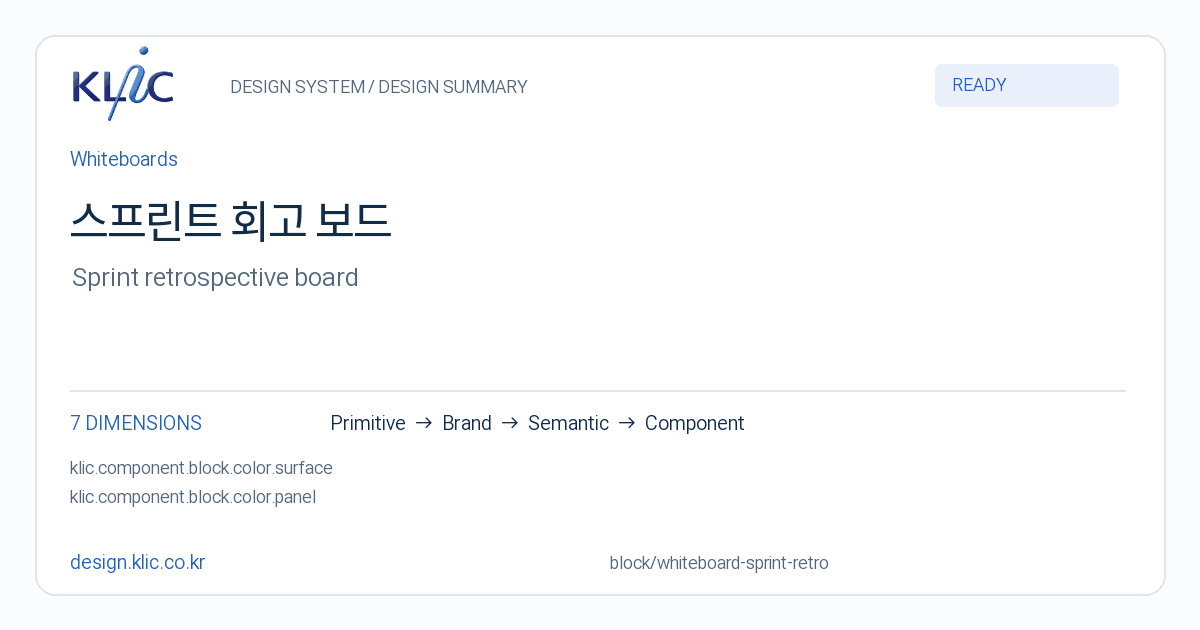 KLIC
DESIGN SYSTEM / DESIGN SUMMARY
READY
Whiteboards
스프린트 회고 보드
Sprint retrospective board
7 DIMENSIONS
Primitive → Brand → Semantic → Component
klic.component.block.color.surface
klic.component.block.color.panel
design.klic.co.kr
block/whiteboard-sprint-retro